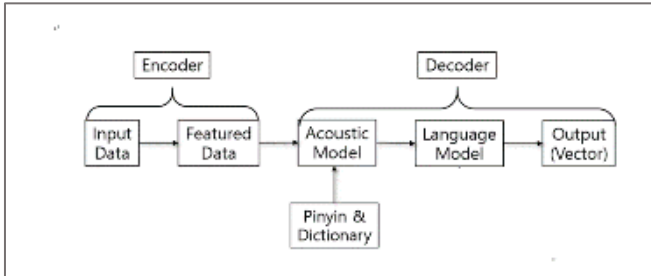 Encoder
Decoder
Input
Data
Featured
Data
Acoustic
Model
Language
Model
Output
(Vector)
Pinyin &
Dictionary